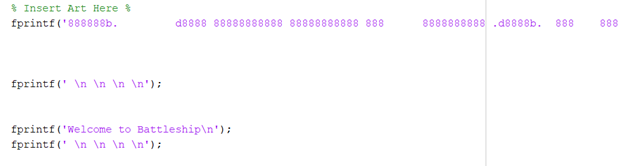 % Insert Art Here %
fprintf('888888b.         d8888 88888888888 88888888888 888      8888888888 .d8888b.  888    888
fprintf(' \n \n \n \n');
fprintf('Welcome to Battleship\n');
fprintf(' \n \n \n \n');